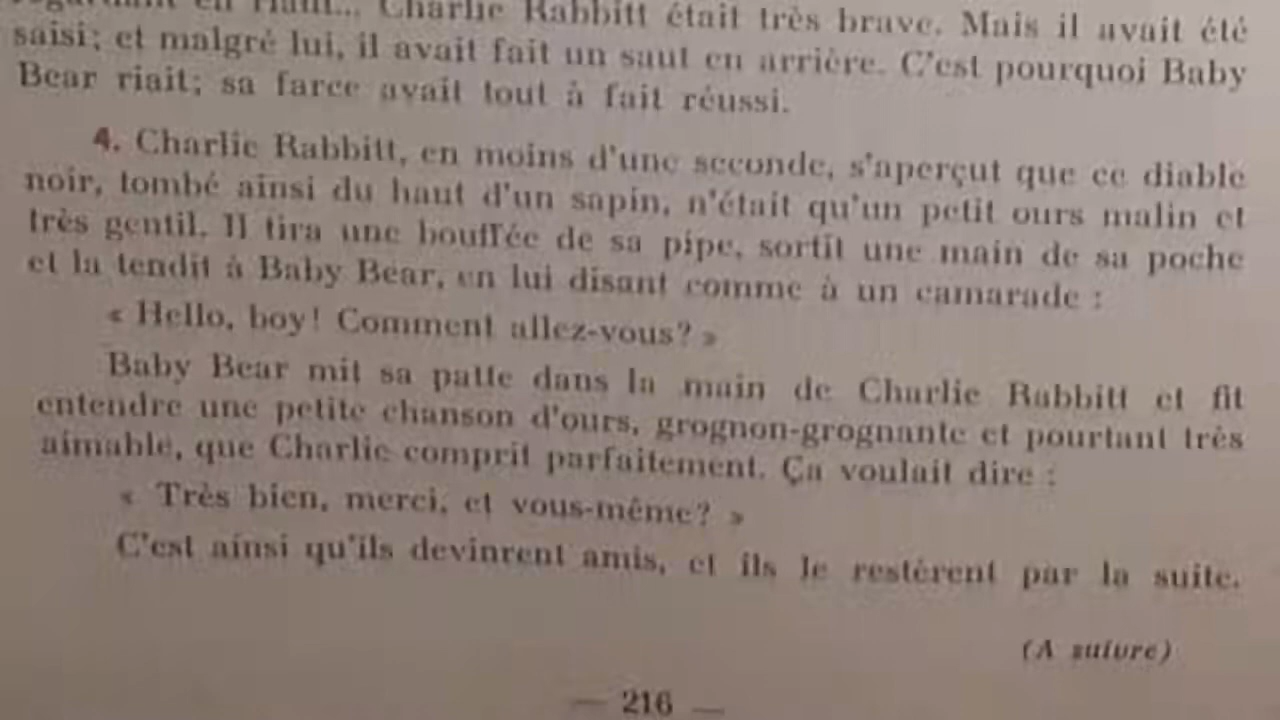 en riant... Charlie Rabbitt était très brave. Mais il avait été
saisi; et malgré lui, il avait fait un saut en arrière. C'est pourquoi Baby
Bear riait; sa farce avait tout à fait réussi.
4. Charlie Rabbitt, en moins d'une seconde, s'aperçut que ce diable
noir, tombé ainsi du haut d'un sapin, n'était qu'un petit ours malin et
très gentil. Il tira une bouffée de sa pipe, sortit une main de sa poche
et la tendit à Baby Bear, en lui disant comme à un camarade :
« Hello, boy! Comment allez-vous? »
Baby Bear mit sa patte dans la main de Charlie Rabbitt et fit
entendre une petite chanson d'ours, grognon-grognante et pourtant très
aimable, que Charlie comprit parfaitement. Ça voulait dire :
« Très bien, merci, et vous-même? »
C'est ainsi qu'ils devinrent amis, et ils le restèrent par la suite.
(A suivre)
— 216 —